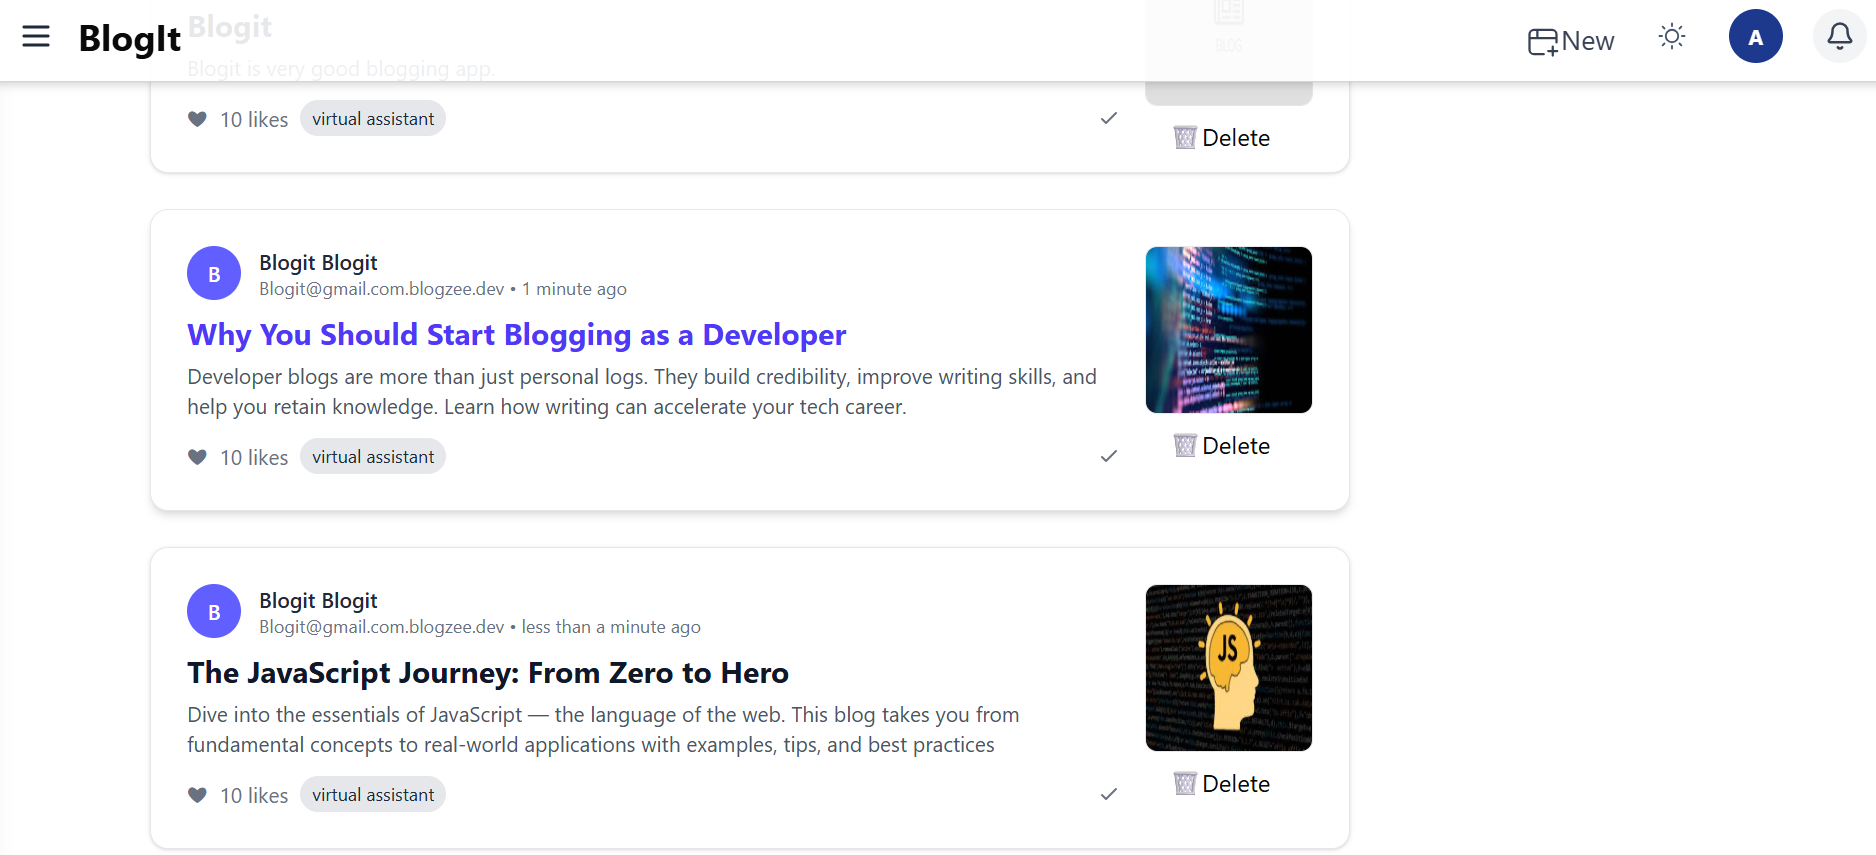 BlogIt
New
A
Blogit
BLOG
Blogit is very good blogging app.
10 likes
virtual assistant
Delete
B
Blogit Blogit
Blogit@gmail.com.blogzee.dev • 1 minute ago
Why You Should Start Blogging as a Developer
Developer blogs are more than just personal logs. They build credibility, improve writing skills, and
help you retain knowledge. Learn how writing can accelerate your tech career.
10 likes
virtual assistant
Delete
B
Blogit Blogit
Blogit@gmail.com.blogzee.dev • less than a minute ago
The JavaScript Journey: From Zero to Hero
Dive into the essentials of JavaScript — the language of the web. This blog takes you from
fundamental concepts to real-world applications with examples, tips, and best practices
JS
10 likes
virtual assistant
Delete